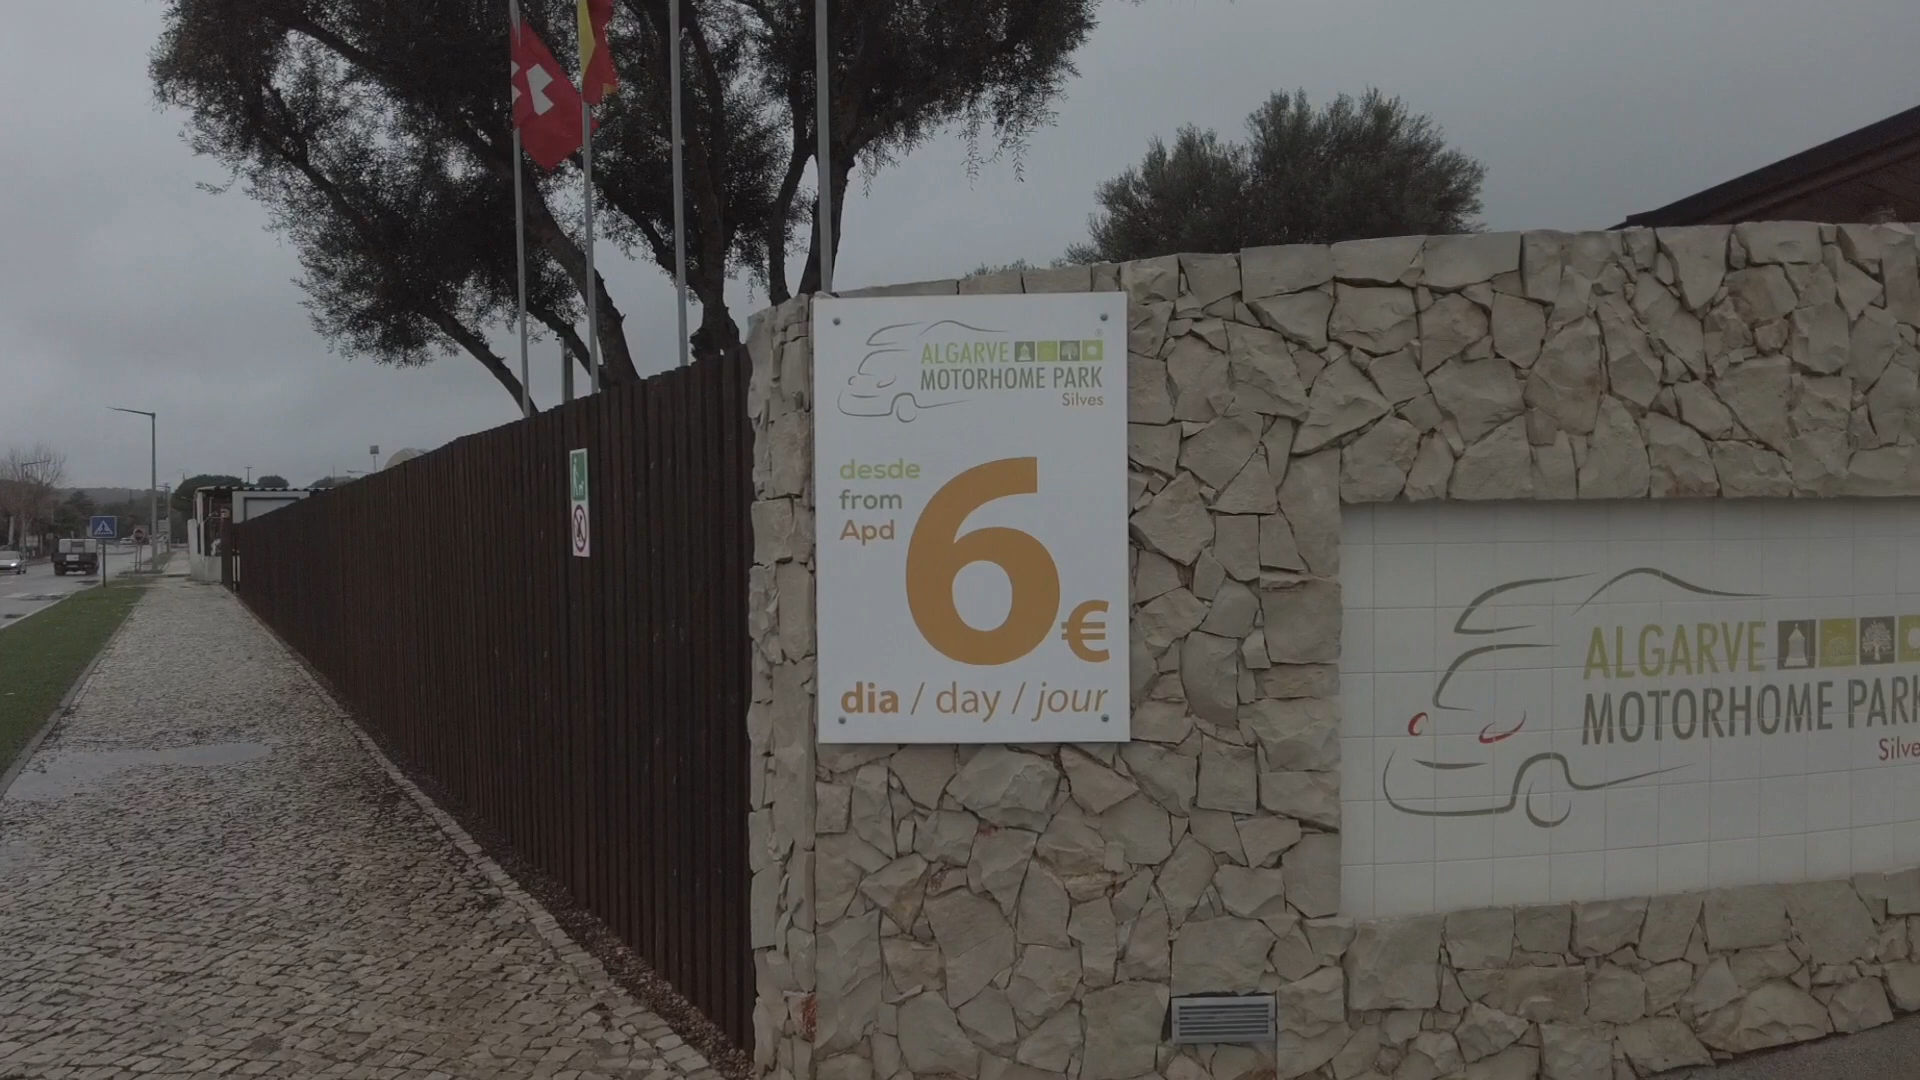 ALGARVE
MOTORHOME PARK
Silves
desde
from
Apd
6€
dia / day / jour
ALGARVE
MOTORHOME PARK
Silve